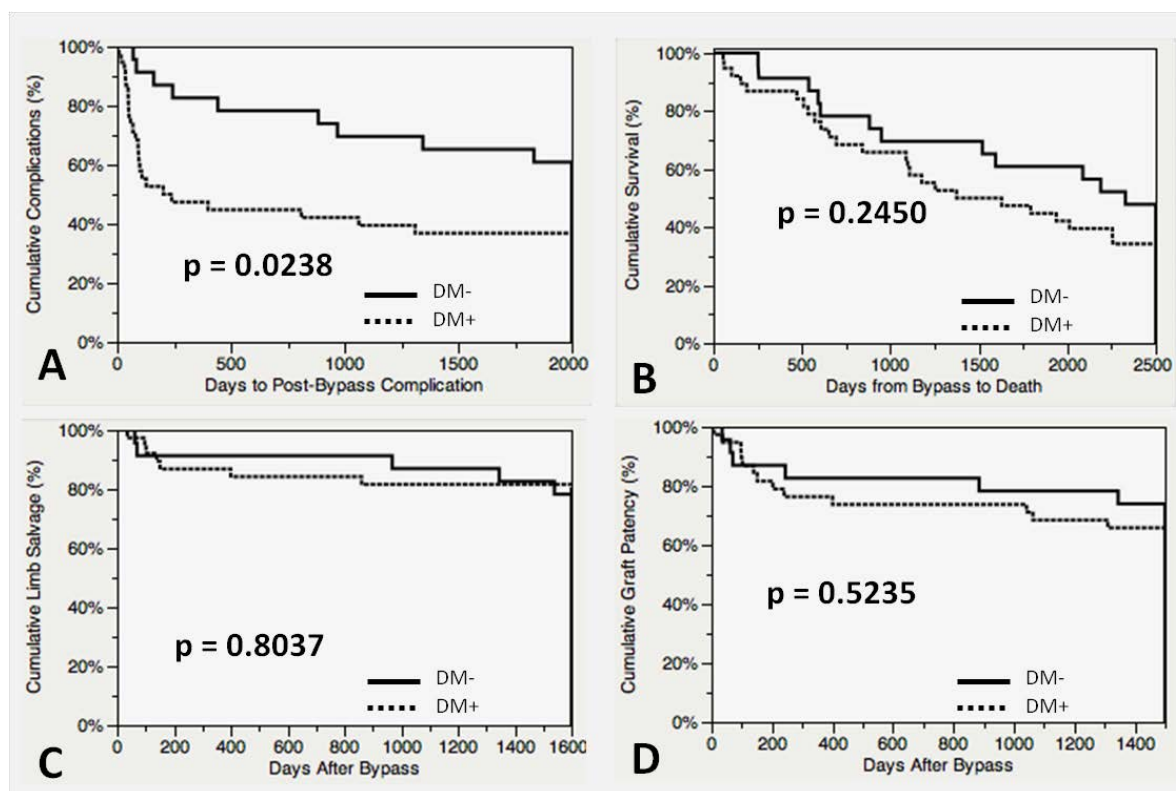 Cumulative Complications (%)
100%
80%
60%
40%
20%
0%
p = 0.0238
DM-
DM+
0
500
1000
1500
2000
Days to Post-Bypass Complication
A
Cumulative Survival (%)
100%
80%
60%
40%
20%
0%
p = 0.2450
DM-
DM+
0
500
1000
1500
2000
2500
Days from Bypass to Death
B
Cumulative Limb Salvage (%)
100%
80%
60%
40%
20%
0%
p = 0.8037
DM-
DM+
0
200
400
600
800
1000
1200
1400
1600
Days After Bypass
C
Cumulative Graft Patency (%)
100%
80%
60%
40%
20%
0%
p = 0.5235
DM-
DM+
0
200
400
600
800
1000
1200
1400
Days After Bypass
D